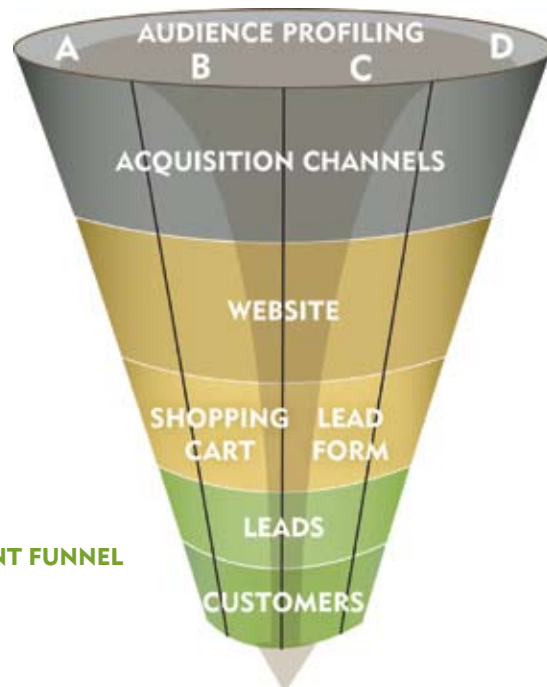 AUDIENCE PROFILING
A B C D
ACQUISITION CHANNELS
WEBSITE
SHOPPING CART
LEAD FORM
LEADS
NT FUNNEL
CUSTOMERS